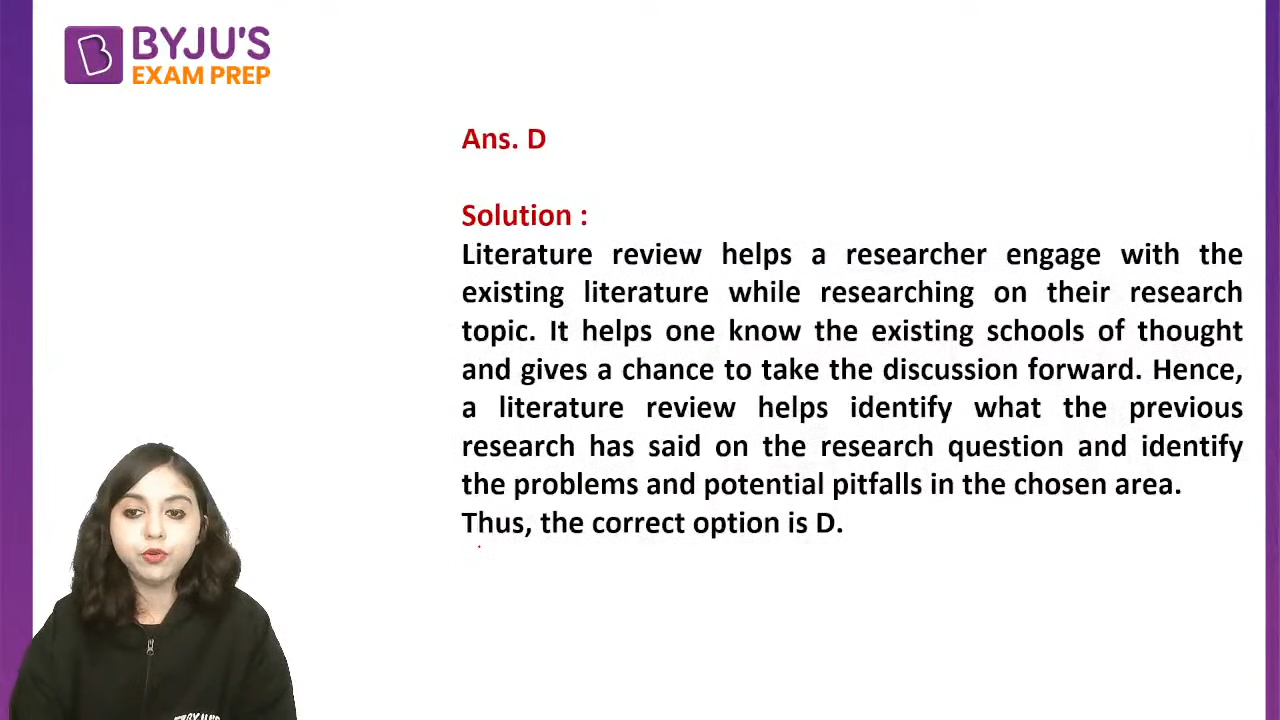 BYJU'S
EXAM PREP
Ans. D
Solution :
Literature review helps a researcher engage with the
existing literature while researching on their research
topic. It helps one know the existing schools of thought
and gives a chance to take the discussion forward. Hence,
a literature review helps identify what the previous
research has said on the research question and identify
the problems and potential pitfalls in the chosen area.
Thus, the correct option is D.